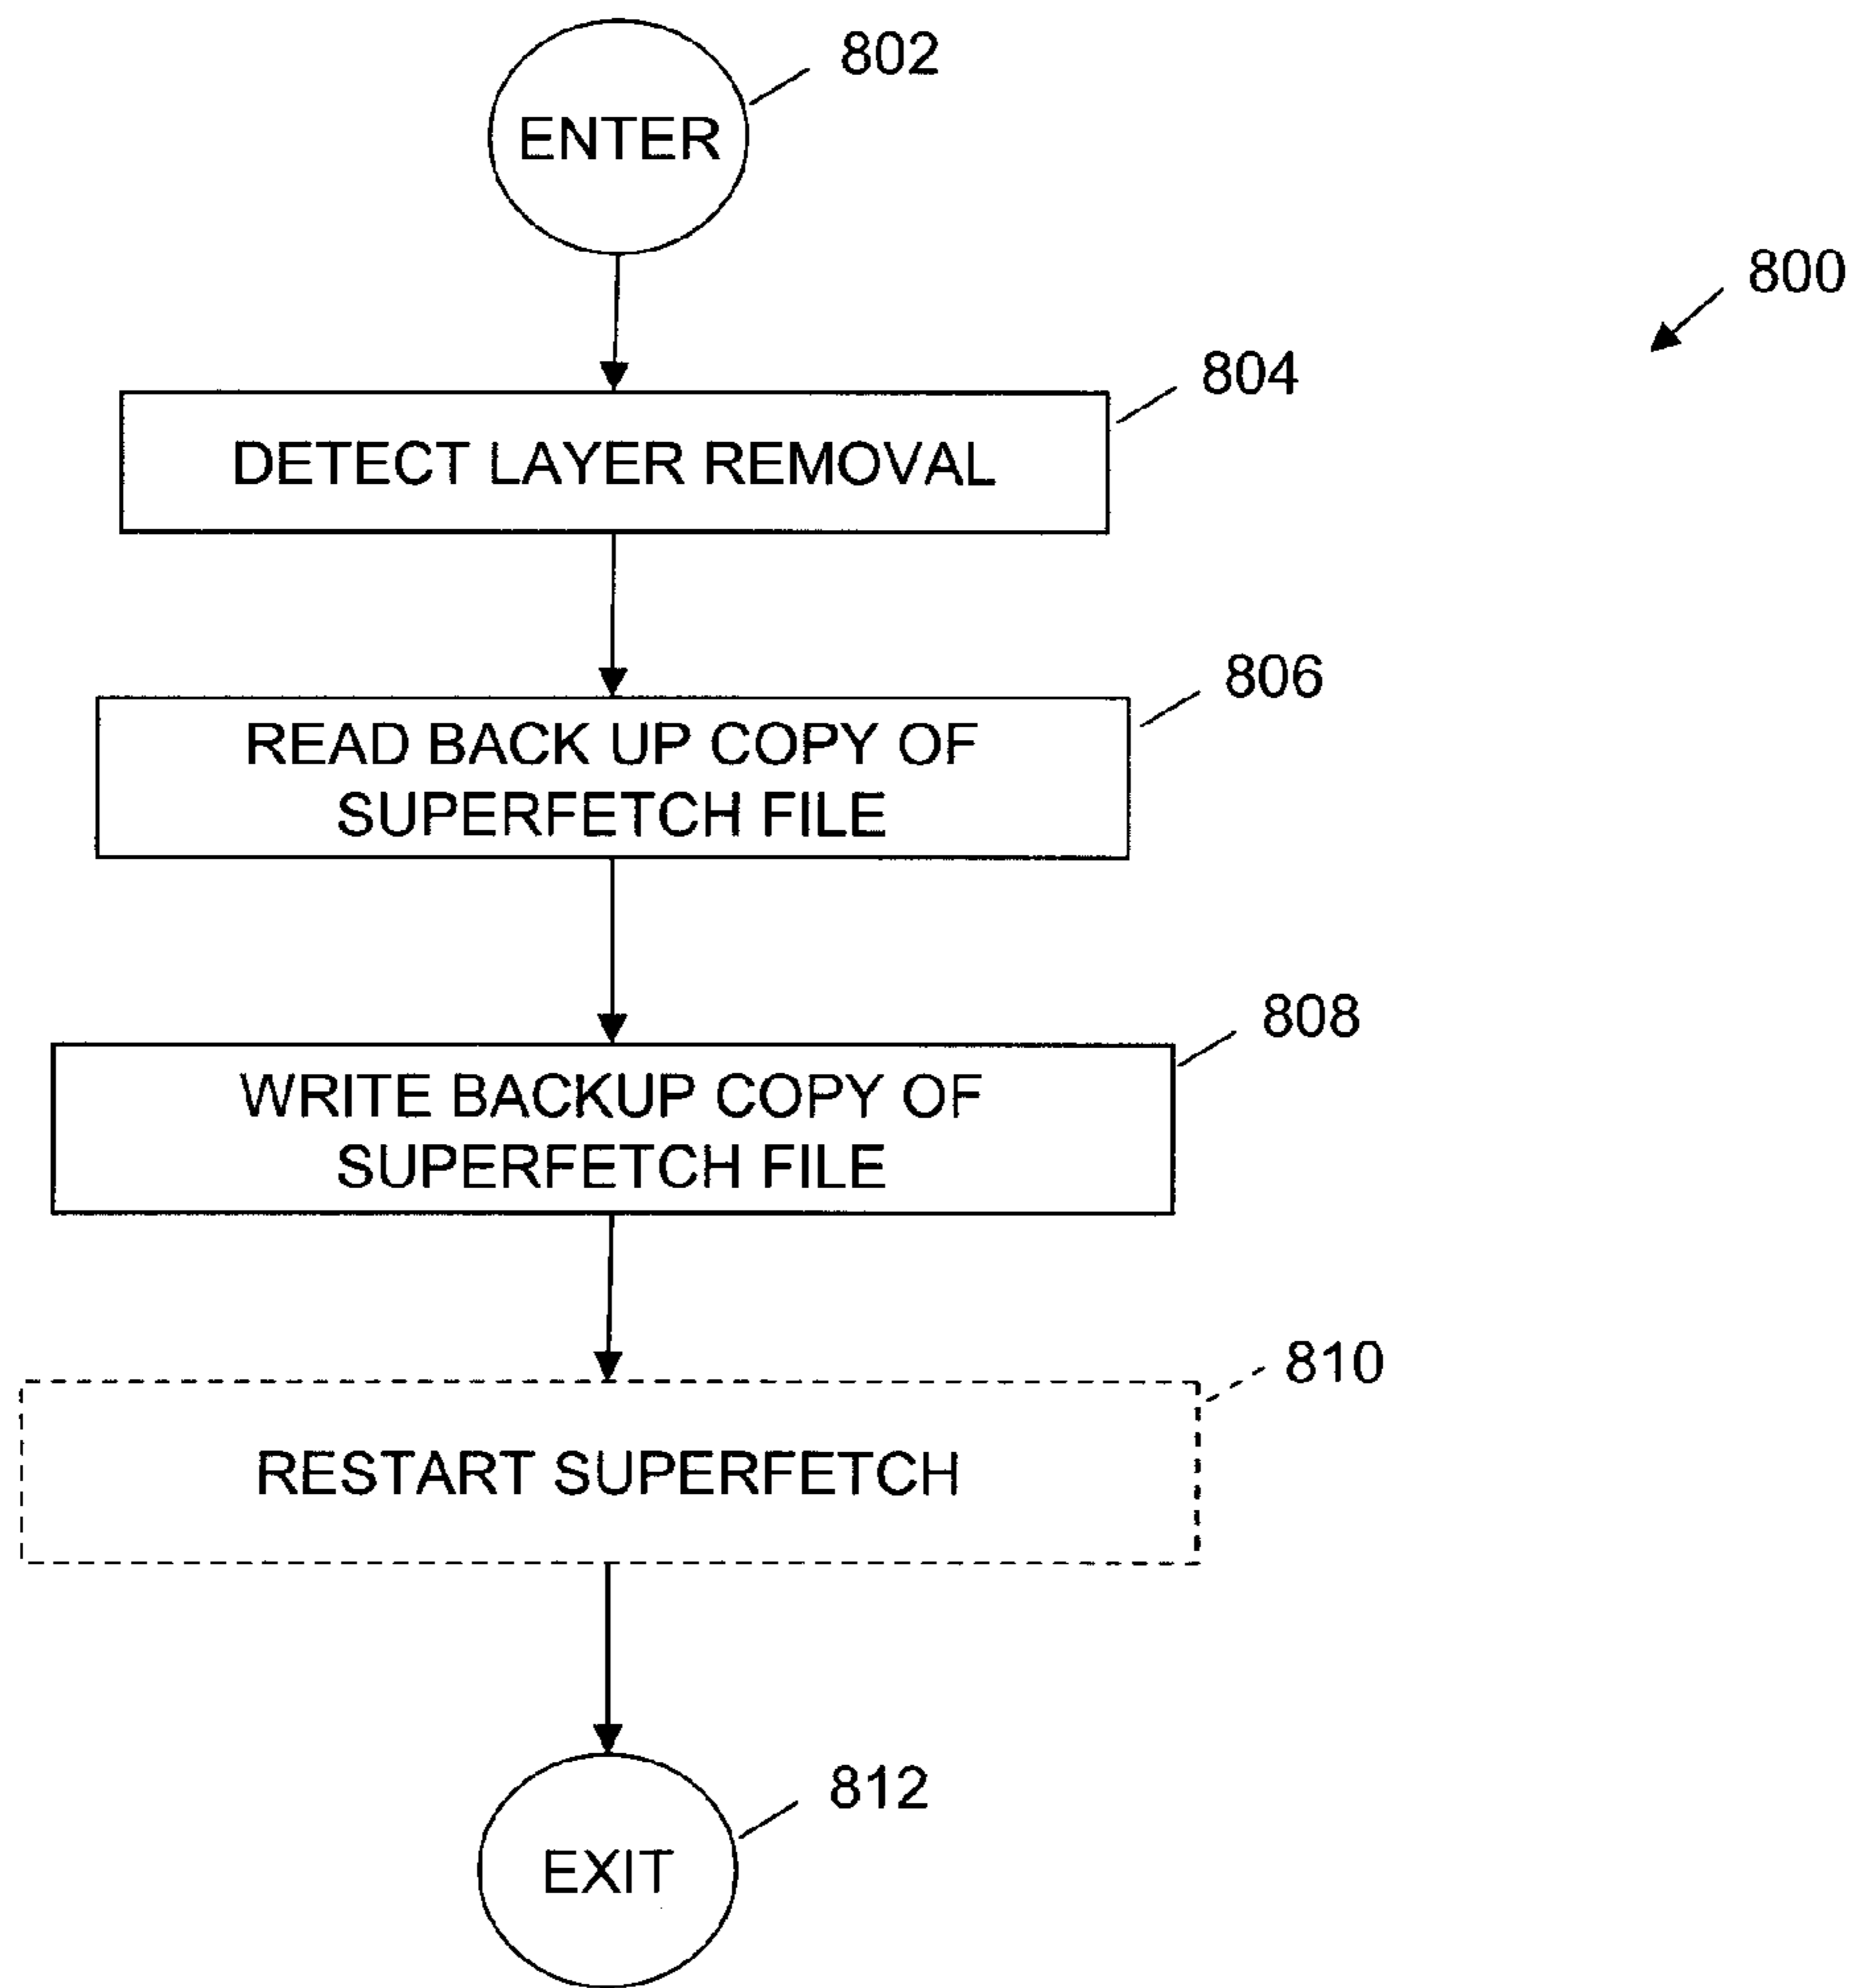 802
ENTER
800
804
DETECT LAYER REMOVAL
806
READ BACK UP COPY OF
SUPERFETCH FILE
808
WRITE BACKUP COPY OF
SUPERFETCH FILE
810
RESTART SUPERFETCH
812
EXIT